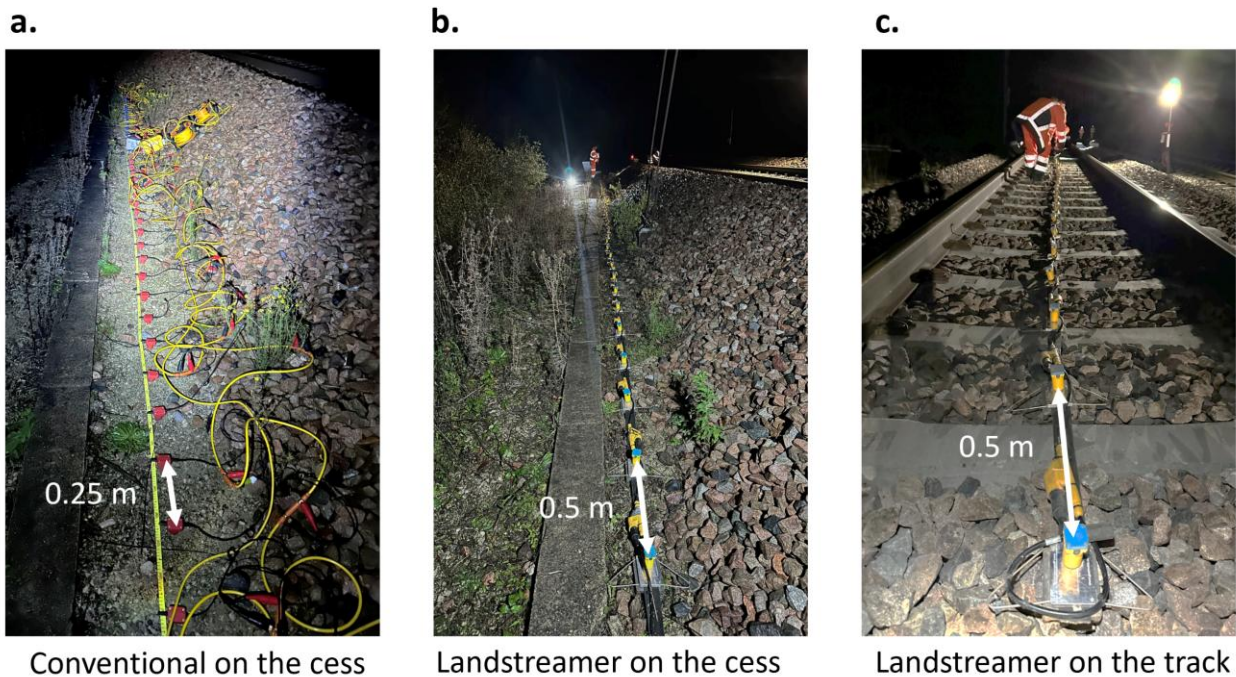 a.
b.
c.
0.25 m
0.5 m
0.5 m
Conventional on the cess
Landstreamer on the cess
Landstreamer on the track